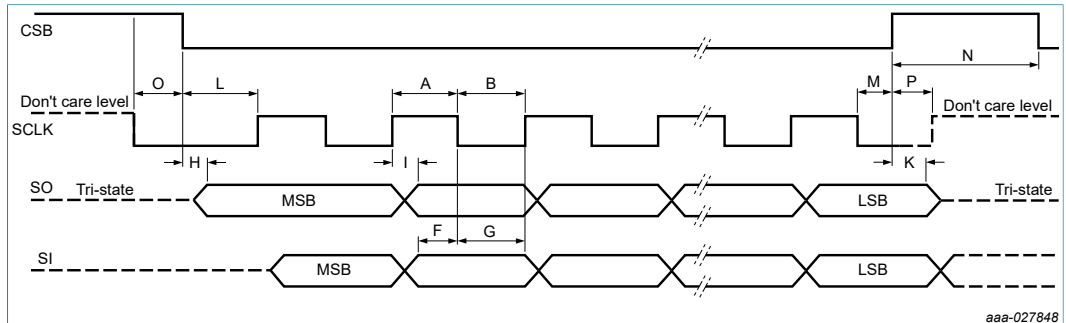 CSB
N
O
L
A
B
M
P
Don't care level
Don't care level
SCLK
H
I
K
SO
Tri-state
MSB
LSB
Tri-state
F
G
SI
MSB
LSB
aaa-027848